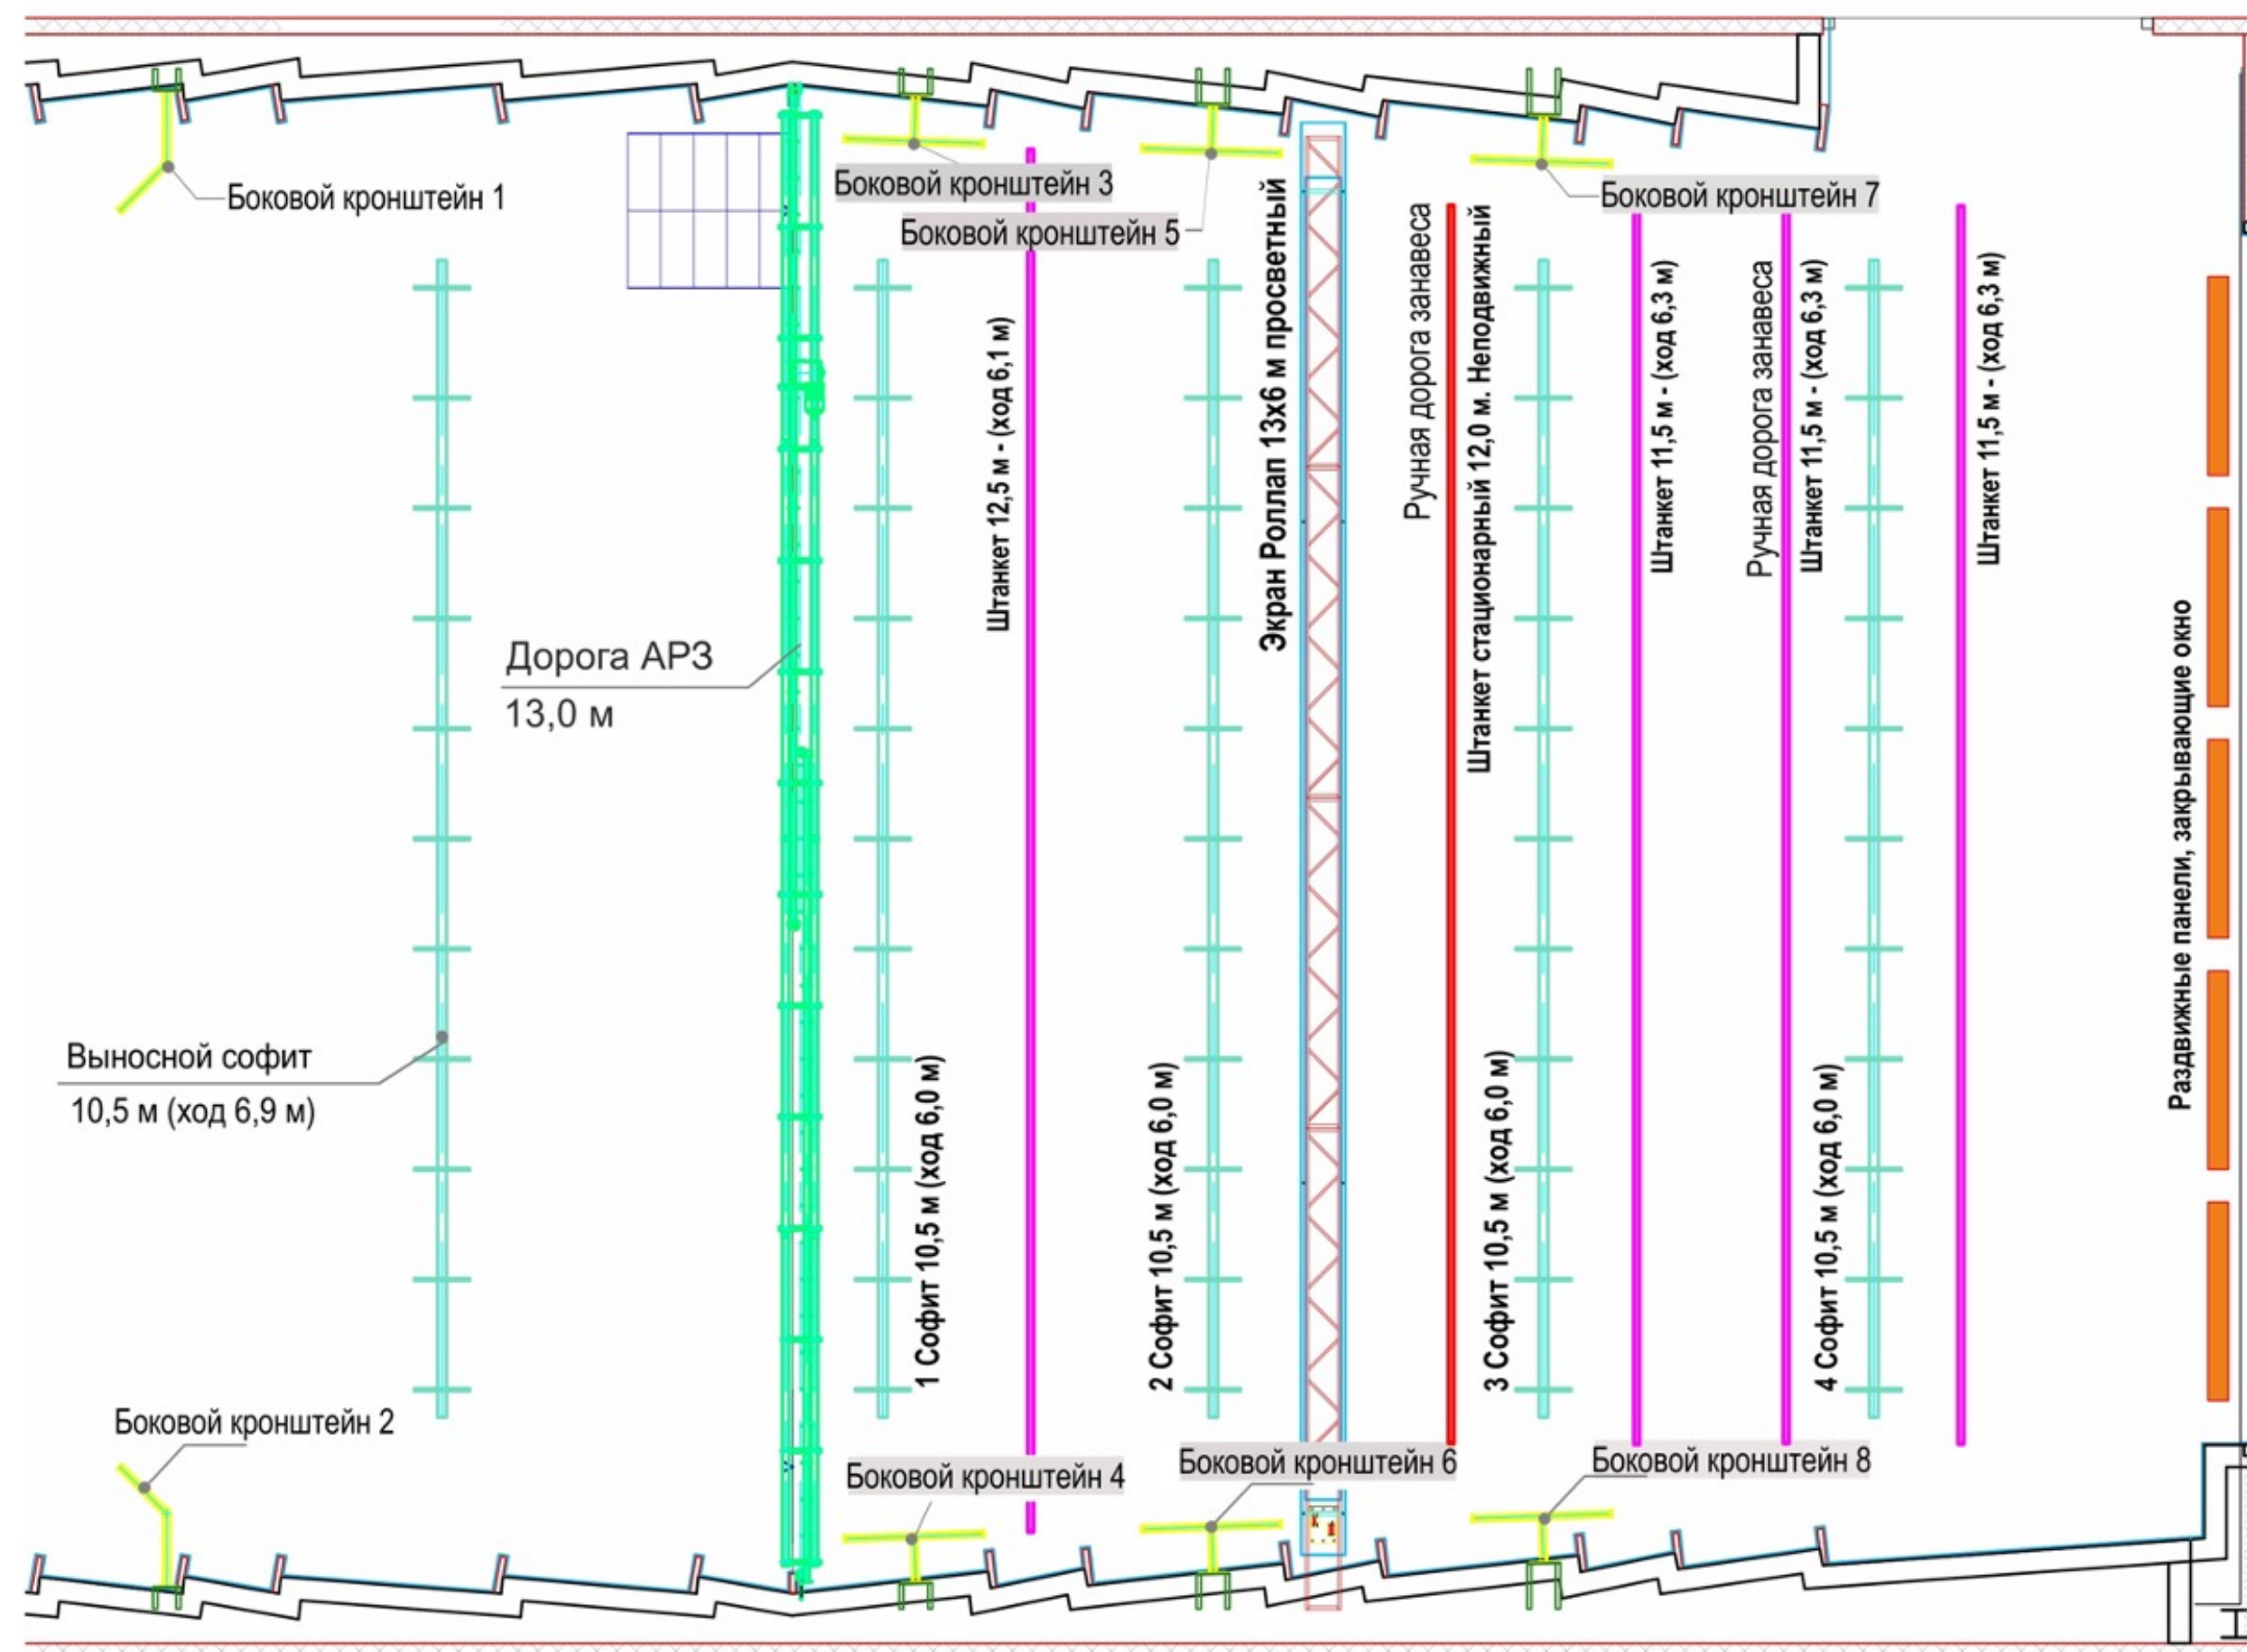 Боковой кронштейн 1
Боковой кронштейн 3
Боковой кронштейн 5
Боковой кронштейн 7
Выносной софит
10,5 м (ход 6,9 м)
Дорога АРЗ
13,0 м
1 Софит 10,5 м (ход 6,0 м)
Штанкет 12,5 м - (ход 6,1 м)
2 Софит 10,5 м (ход 6,0 м)
Экран Роллап 13х6 м просветный
Ручная дорога занавеса
Штанкет стационарный 12,0 м. Неподвижный
3 Софит 10,5 м (ход 6,0 м)
Штанкет 11,5 м - (ход 6,3 м)
Ручная дорога занавеса
Штанкет 11,5 м - (ход 6,3 м)
4 Софит 10,5 м (ход 6,0 м)
Штанкет 11,5 м - (ход 6,3 м)
Раздвижные панели, закрывающие окно
Боковой кронштейн 2
Боковой кронштейн 4
Боковой кронштейн 6
Боковой кронштейн 8